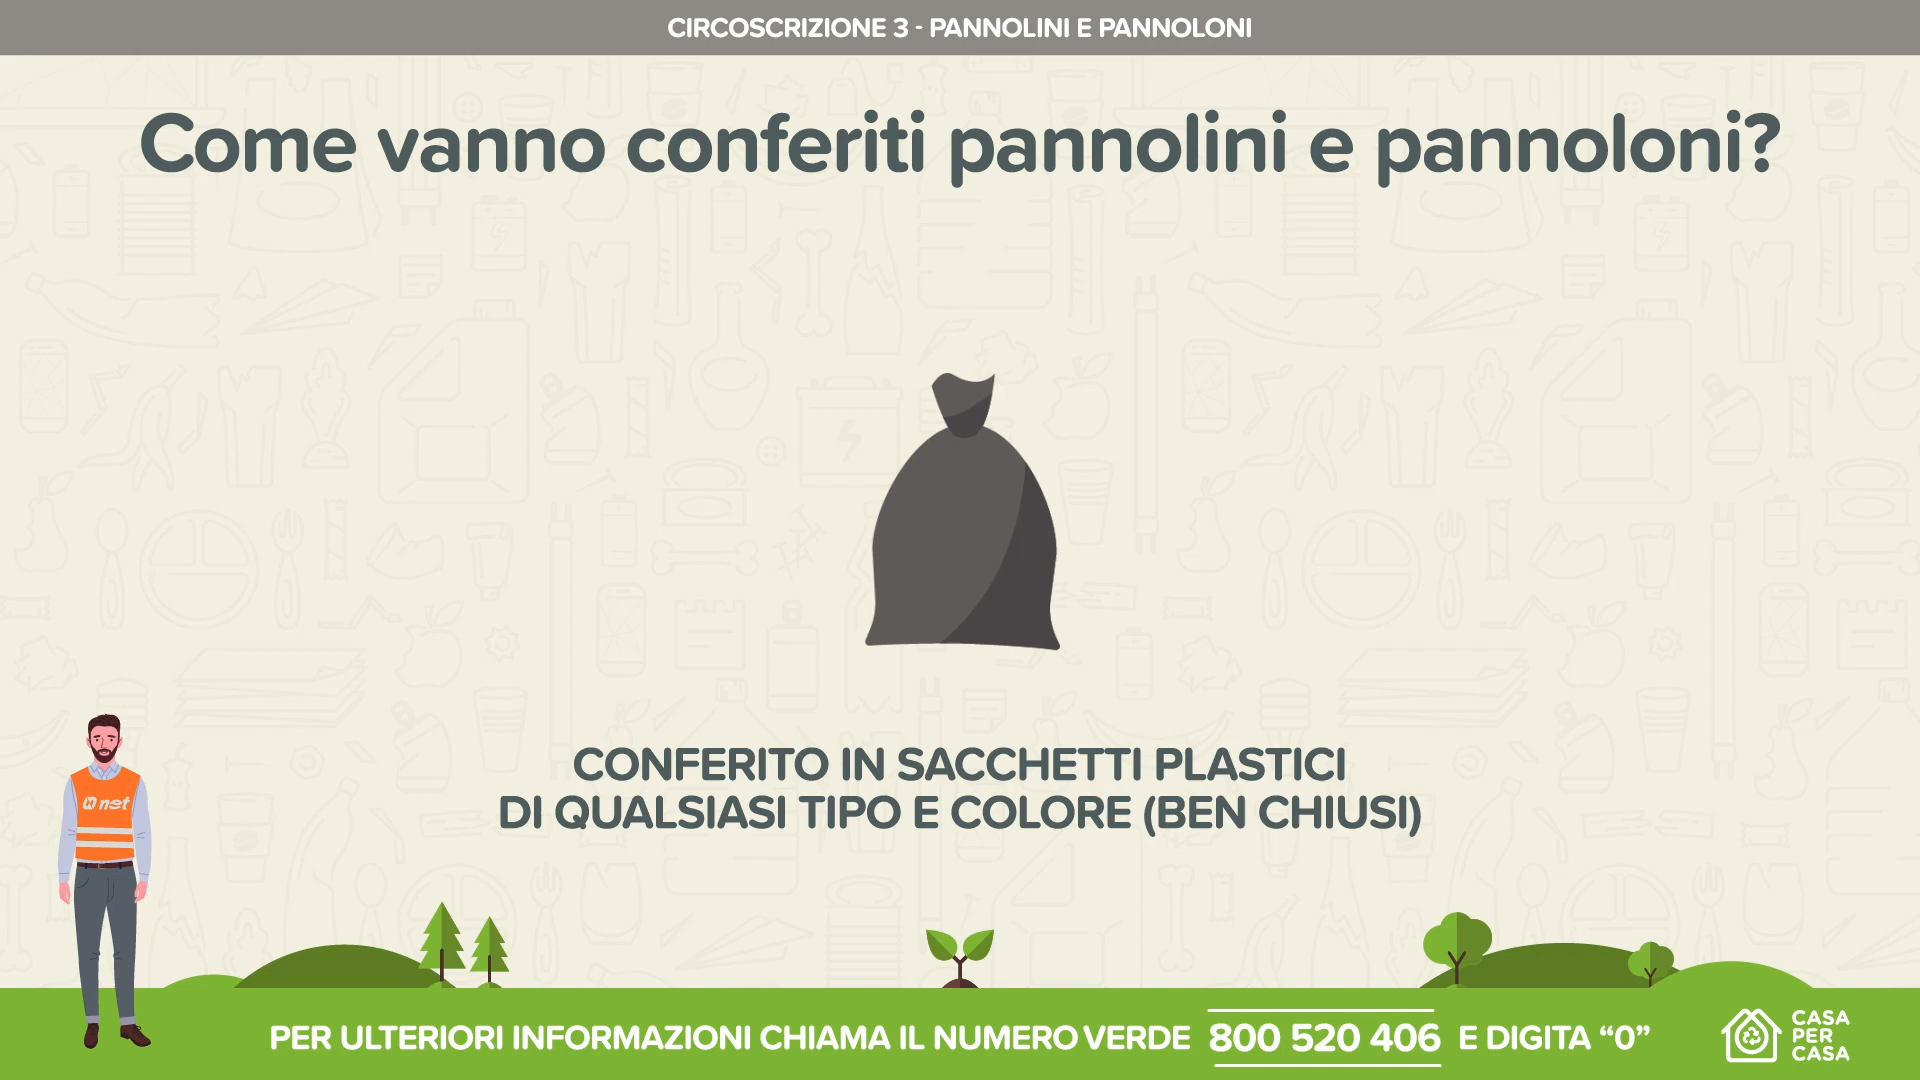 CIRCOSCRIZIONE 3 - PANNOLINI E PANNOLONI
Come vanno conferiti pannolini e pannoloni?
CONFERITO IN SACCHETTI PLASTICI
DI QUALSIASI TIPO E COLORE (BEN CHIUSI)
net
PER ULTERIORI INFORMAZIONI CHIAMA IL NUMERO VERDE 800 520 406 E DIGITA “0”
CASA
PER
CASA